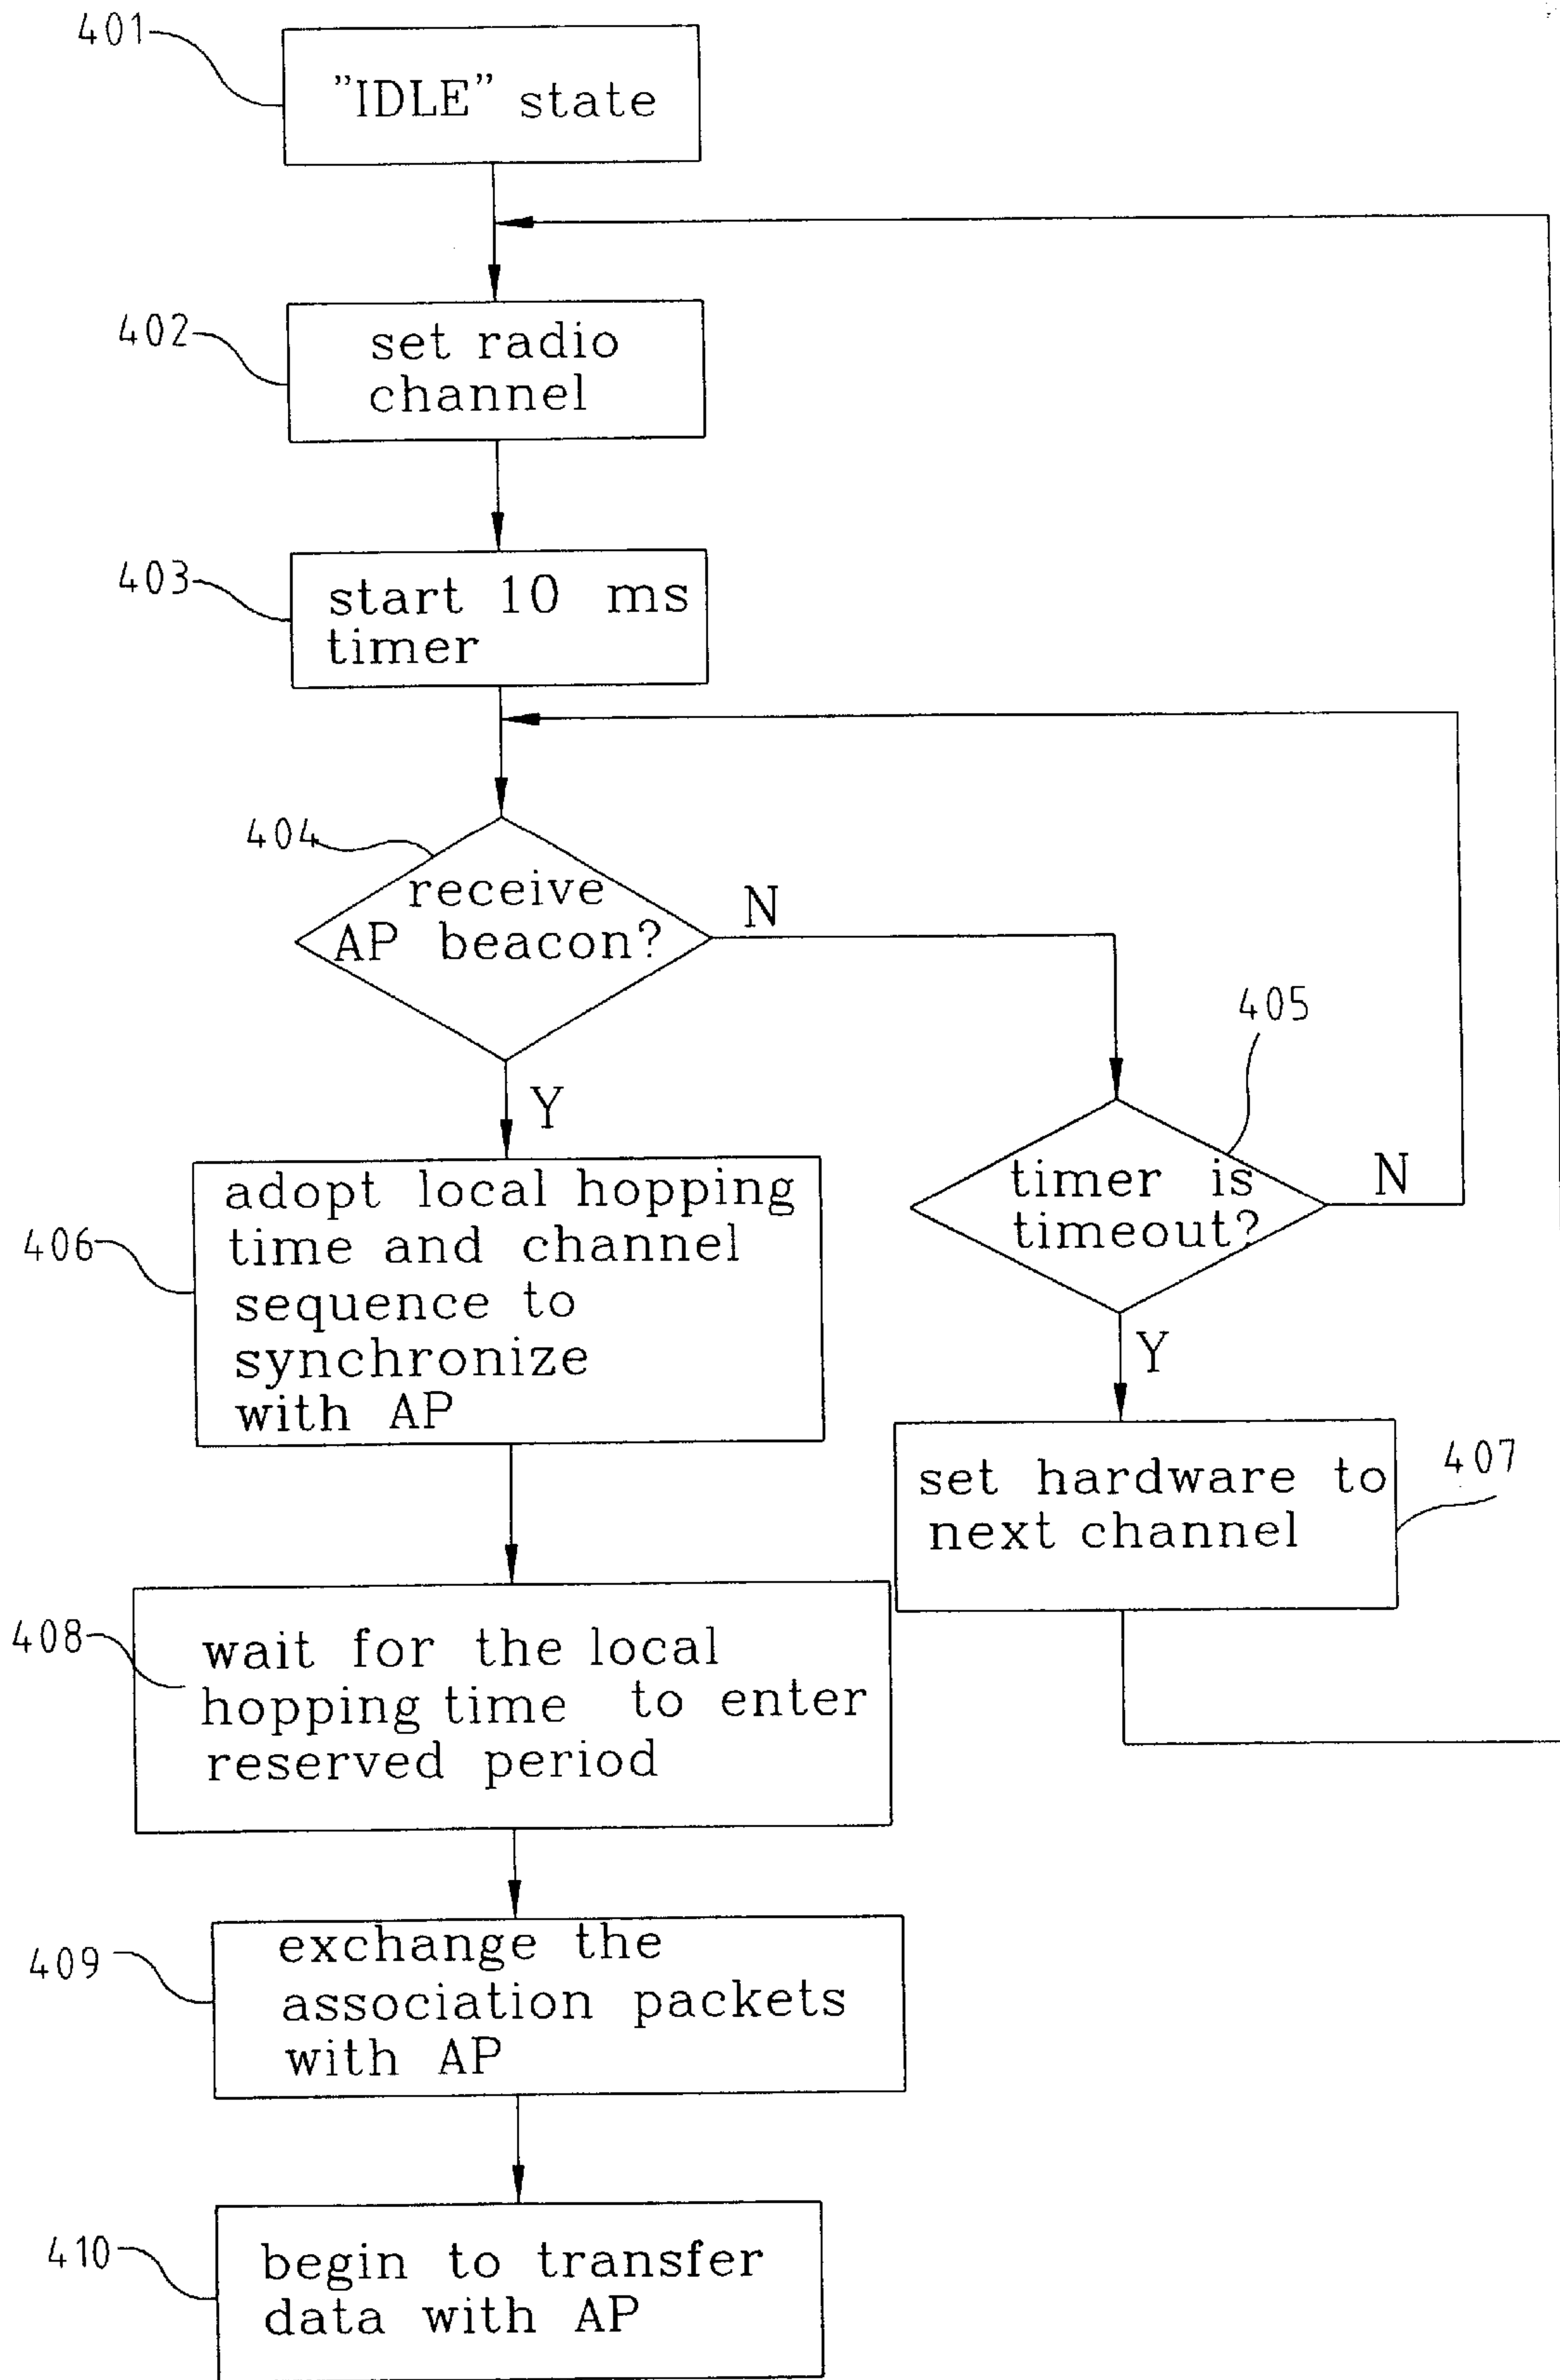 401
"IDLE" state
402
set radio
channel
403
start 10 ms
timer
404
receive
AP beacon?
N
Y
405
timer is
timeout?
N
Y
406
adopt local hopping
time and channel
sequence to
synchronize
with AP
407
set hardware to
next channel
408
wait for the local
hopping time to enter
reserved period
409
exchange the
association packets
with AP
410
begin to transfer
data with AP